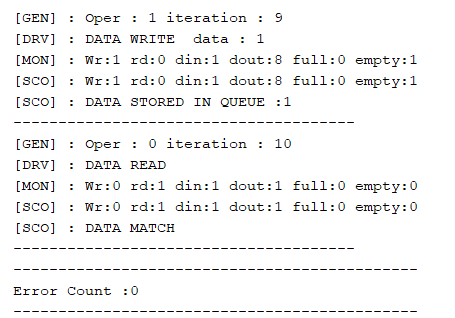 [GEN] : Oper : 1 iteration : 9
[DRV] : DATA WRITE  data : 1
[MON] : Wr:1 rd:0 din:1 dout:8 full:0 empty:1
[SCO] : Wr:1 rd:0 din:1 dout:8 full:0 empty:1
[SCO] : DATA STORED IN QUEUE :1
--------------------------------------
[GEN] : Oper : 0 iteration : 10
[DRV] : DATA READ
[MON] : Wr:0 rd:1 din:1 dout:1 full:0 empty:0
[SCO] : Wr:0 rd:1 din:1 dout:1 full:0 empty:0
[SCO] : DATA MATCH
--------------------------------------
---------------------------------------------
Error Count :0
---------------------------------------------